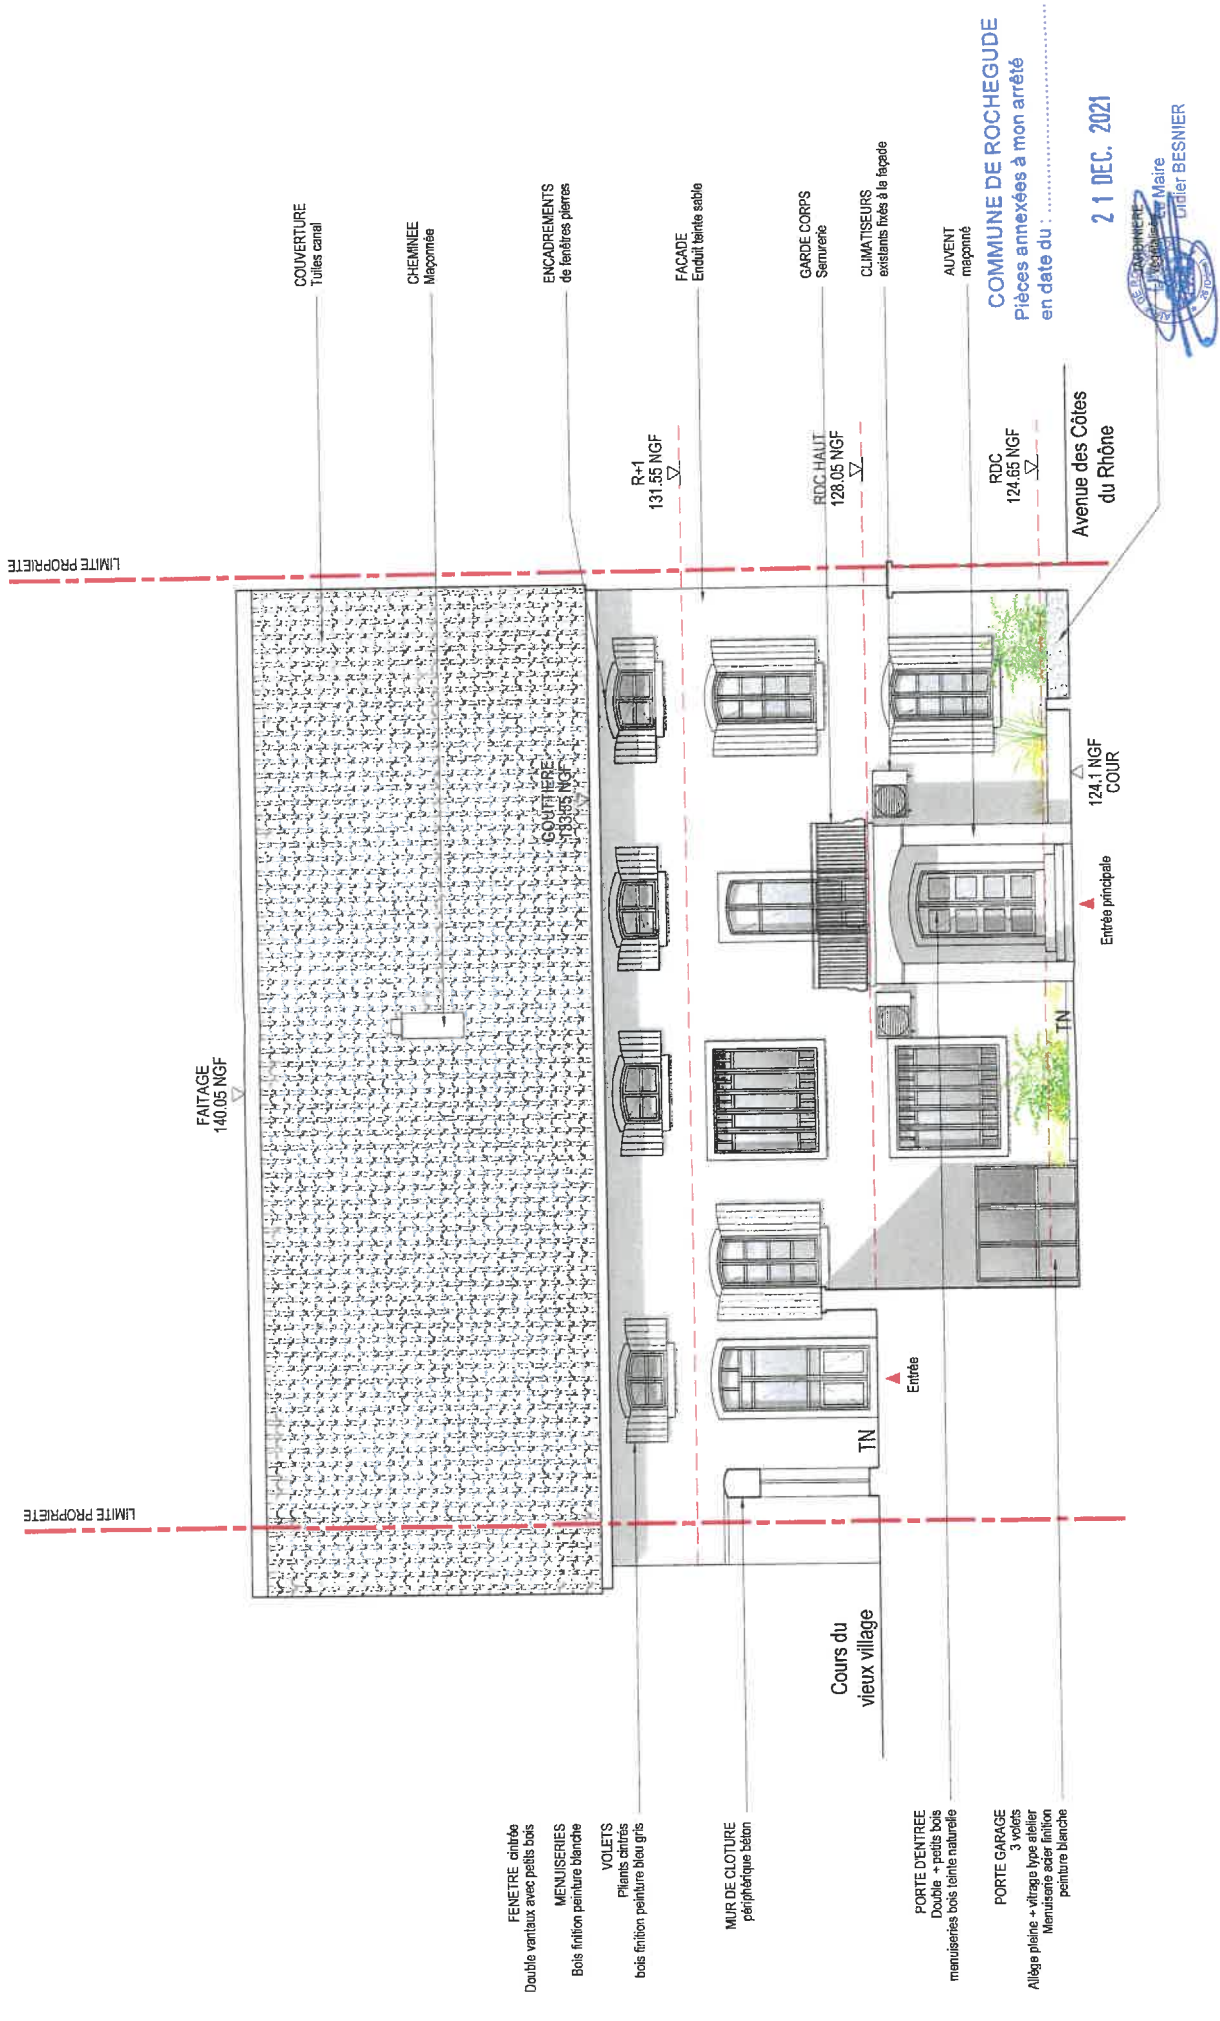 LIMITE PROPRIETE
LIMITE PROPRIETE
FAITAGE
140.05 NGF
COUVERTURE
Tuiles canal
CHEMINEE
Maçonnée
ENCADREMENTS
de fenêtres pierres
FACADE
Enduit teinte sable
GARDE CORPS
Serrurerie
CLIMATISEURS
existants fixés à la façade
AUVENT
maçonné
JARDINIERE
GOUTTIERE
133.65 NGF
R+1
131.55 NGF
RDC HAUT
128.05 NGF
RDC
124.65 NGF
Avenue des Côtes
du Rhône
124.1 NGF
COUR
Entrée principale
TN
Entrée
TN
Cours du
vieux village
FENETRE cintrée
Double vantaux avec petits bois
MENUISERIES
Bois finition peinture blanche
VOLETS
Pliants cintrés
bois finition peinture bleu gris
MUR DE CLOTURE
périphérique béton
PORTE D'ENTREE
Double + petits bois
menuiseries bois teinte naturelle
PORTE GARAGE
3 volets
Allège pleine + vitrage type atelier
Menuiserie acier finition
peinture blanche
COMMUNE DE ROCHEGUDE
Pièces annexées à mon arrêté
en date du :
21 DEC. 2021
Le Maire
Didier BESNIER